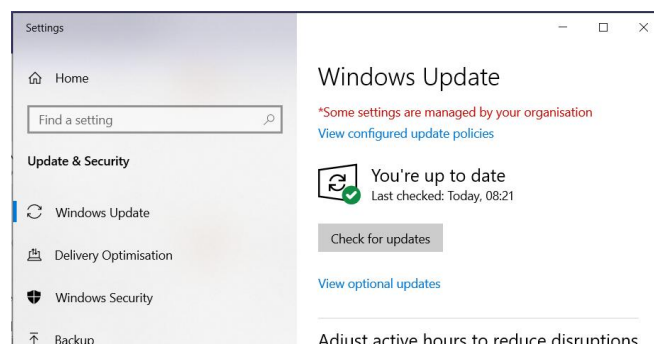 Settings
Home
Find a setting
Update & Security
Windows Update
Delivery Optimisation
Windows Security
Backup
Windows Update
*Some settings are managed by your organisation
View configured update policies
You're up to date
Last checked: Today, 08:21
Check for updates
View optional updates
Adjust active hours to reduce disruptions